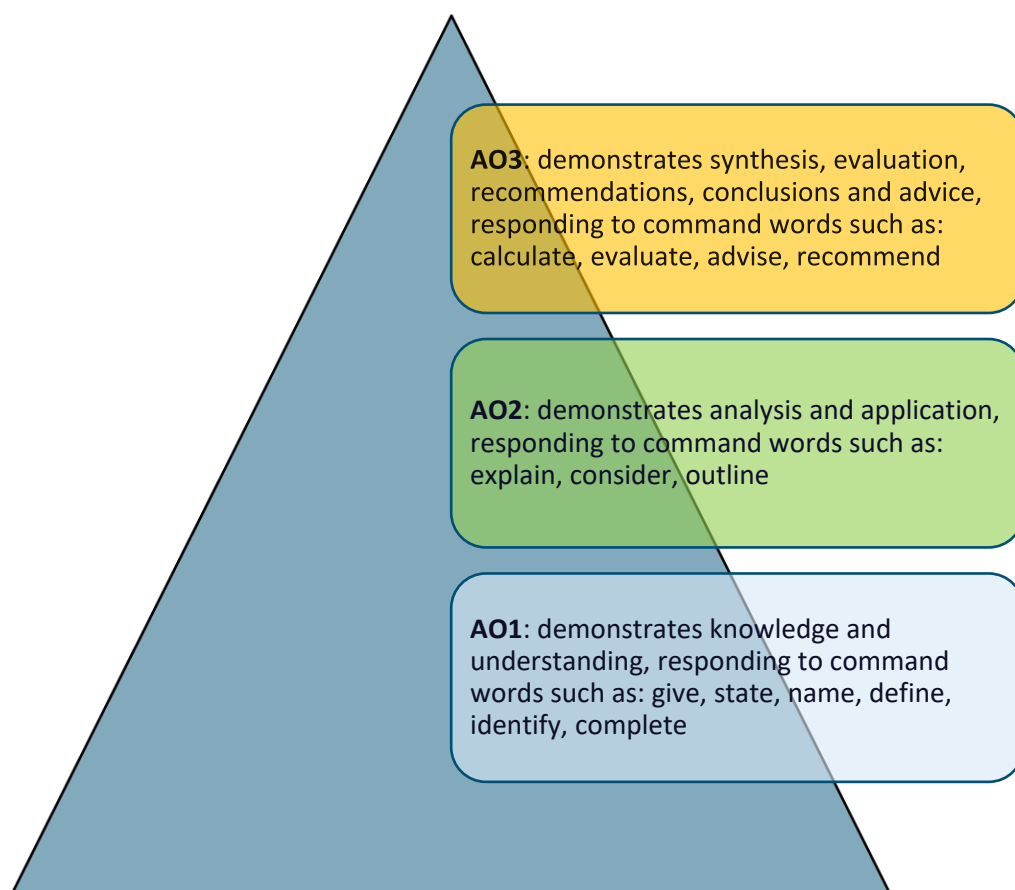 AO3: demonstrates synthesis, evaluation,
recommendations, conclusions and advice,
responding to command words such as:
calculate, evaluate, advise, recommend
AO2: demonstrates analysis and application,
responding to command words such as:
explain, consider, outline
AO1: demonstrates knowledge and
understanding, responding to command
words such as: give, state, name, define,
identify, complete